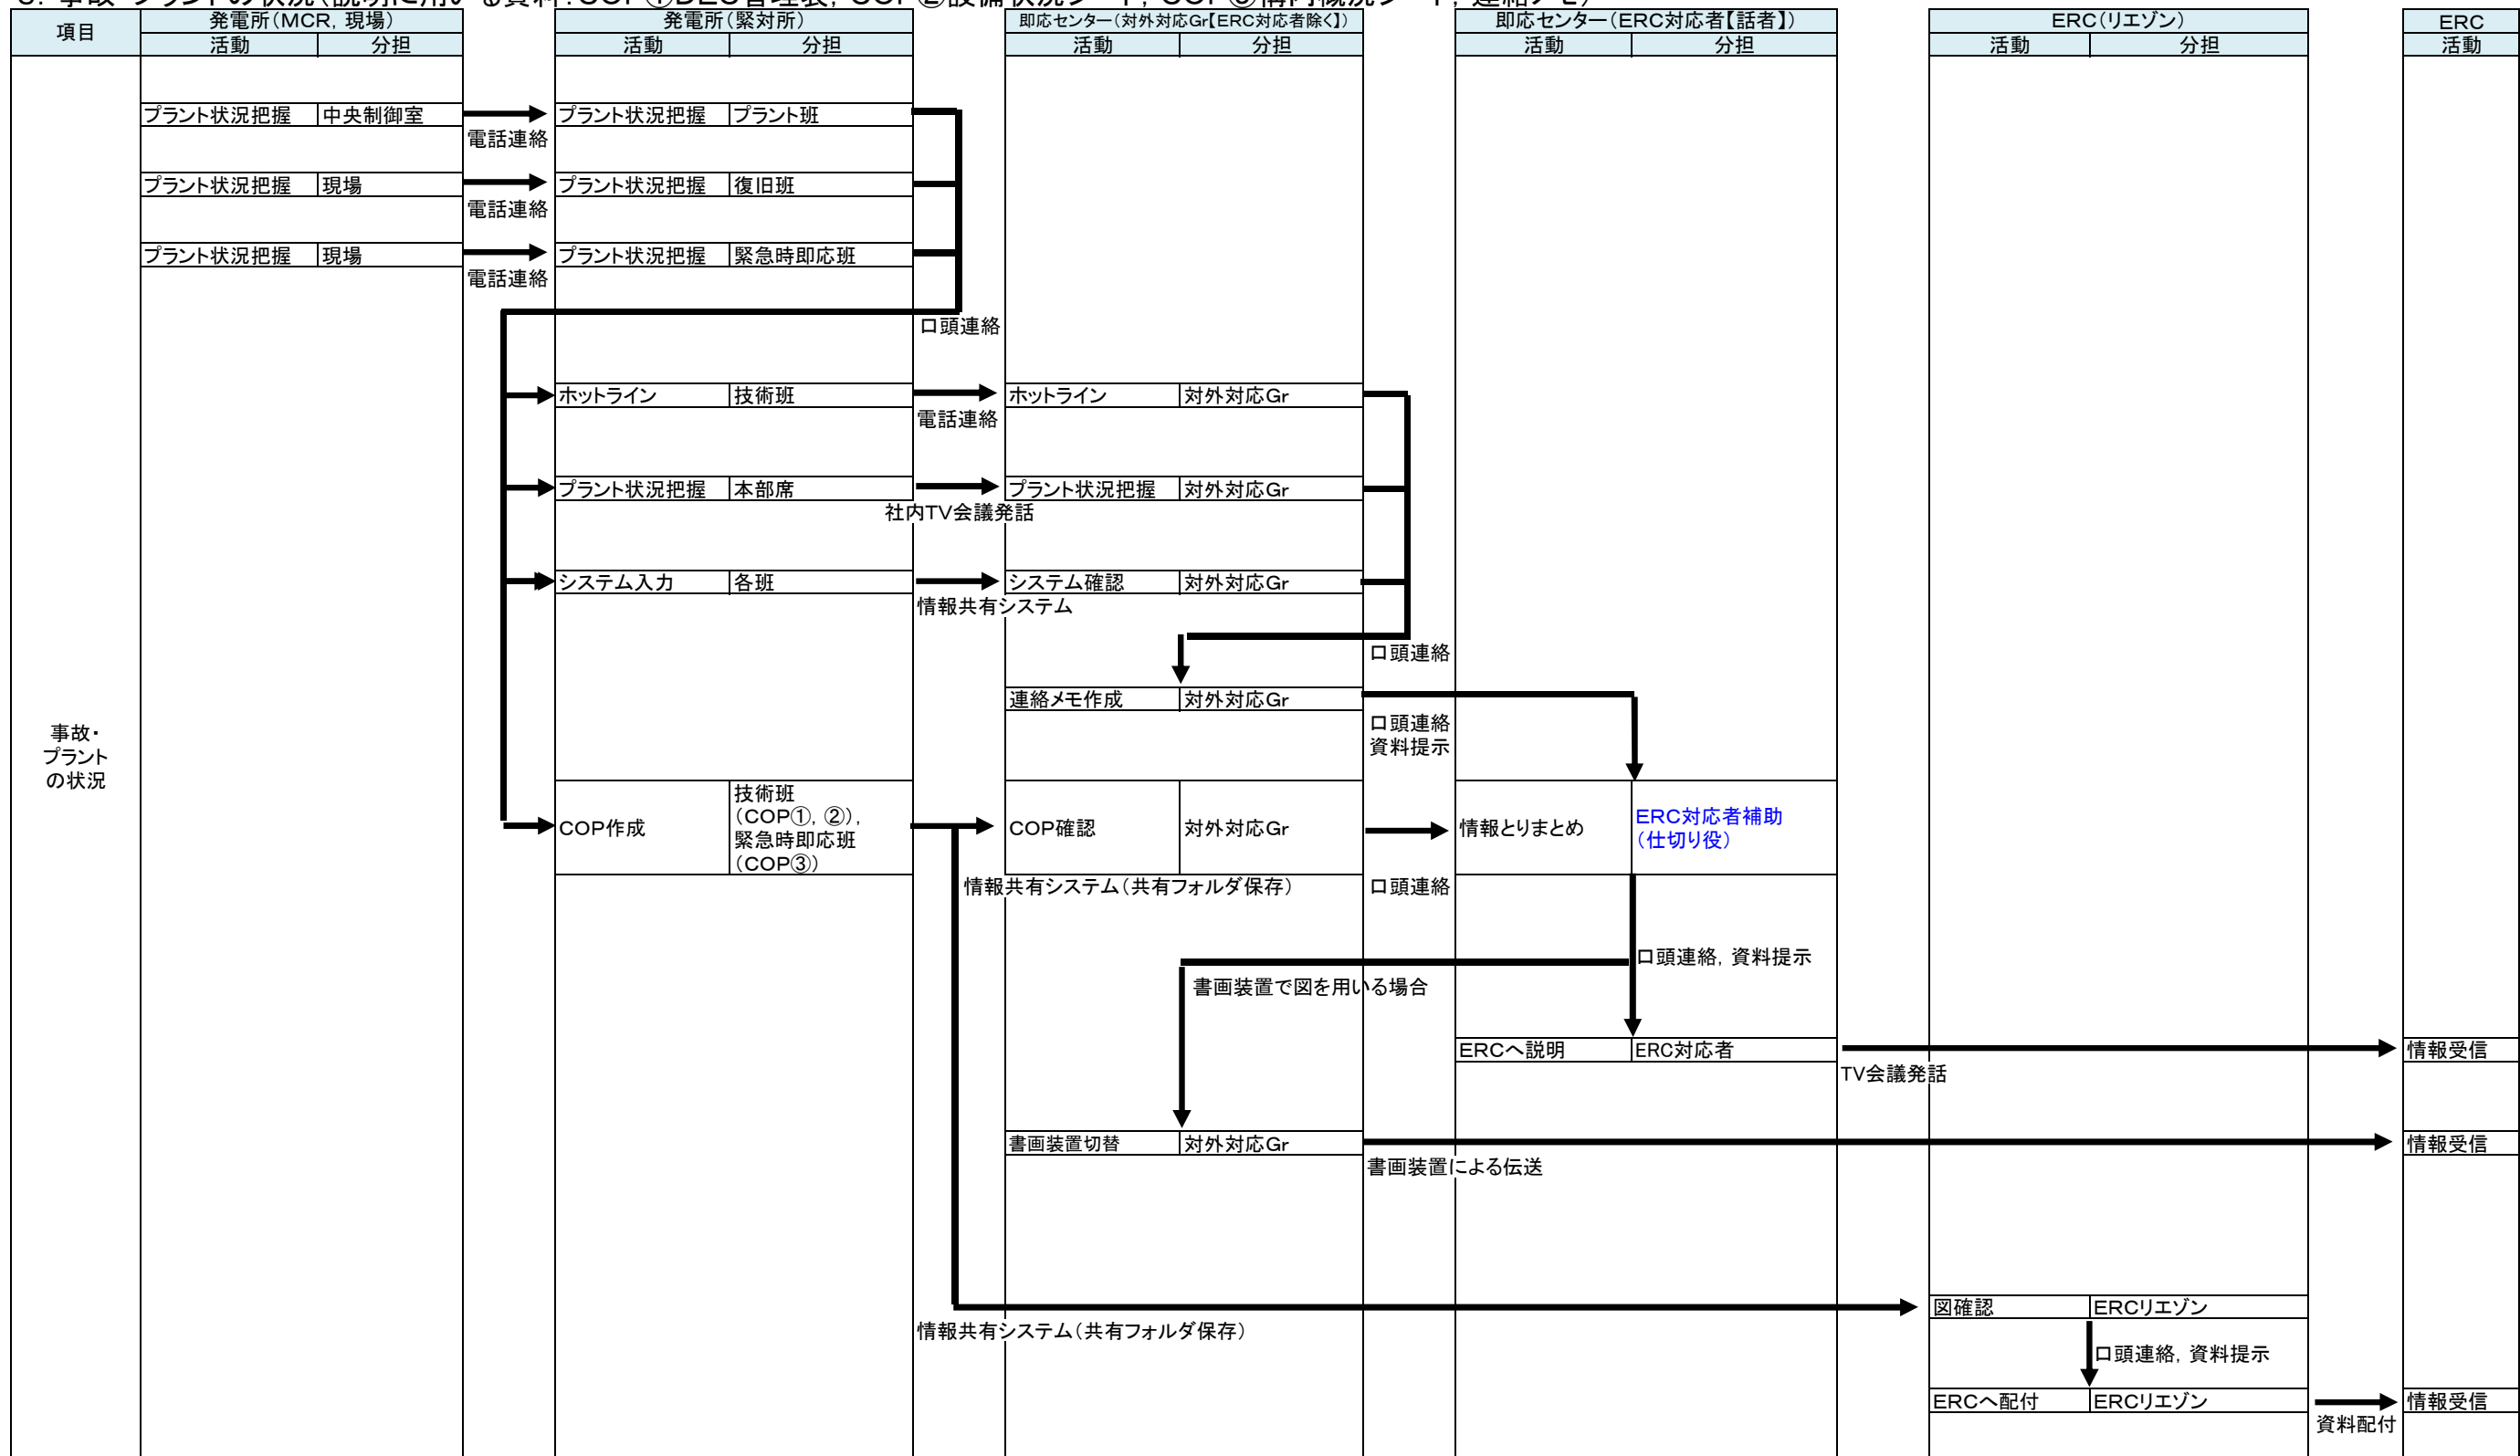 項目
発電所(MCR, 現場)
発電所(緊対所)
即応センター(対外対応Gr【ERC対応者除く】)
即応センター(ERC対応者【話者】)
ERC(リエゾン)
ERC
活動 分担
活動 分担
活動 分担
活動 分担
活動 分担
活動
プラント状況把握 中央制御室
電話連絡
プラント状況把握 プラント班
プラント状況把握 現場
電話連絡
プラント状況把握 復旧班
プラント状況把握 現場
電話連絡
プラント状況把握 緊急時即応班
口頭連絡
ホットライン 技術班
電話連絡
ホットライン 対外対応Gr
プラント状況把握 本部席
社内TV会議発話
プラント状況把握 対外対応Gr
システム入力 各班
情報共有システム
システム確認 対外対応Gr
口頭連絡
連絡メモ作成 対外対応Gr
口頭連絡
資料提示
事故・
プラント
の状況
COP作成
技術班
(COP①, ②),
緊急時即応班
(COP③)
情報共有システム(共有フォルダ保存)
COP確認 対外対応Gr
口頭連絡
情報とりまとめ
ERC対応者補助
(仕切り役)
口頭連絡, 資料提示
書画装置で図を用いる場合
ERCへ説明 ERC対応者
TV会議発話
情報受信
書画装置切替 対外対応Gr
書画装置による伝送
情報受信
情報共有システム(共有フォルダ保存)
図確認 ERCリエゾン
口頭連絡, 資料提示
ERCへ配付 ERCリエゾン
資料配付
情報受信